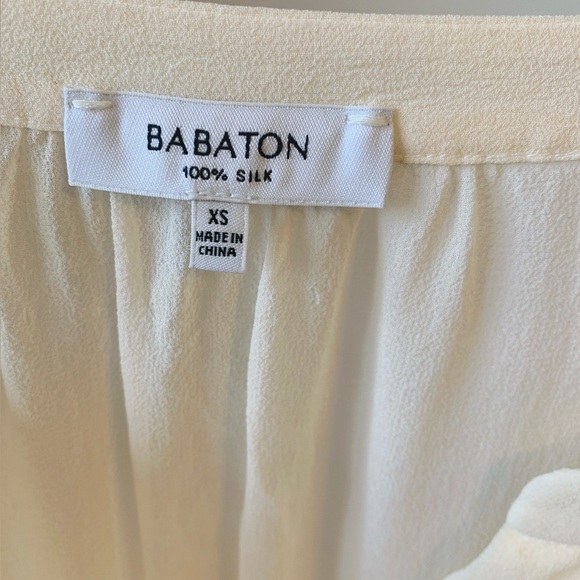 BABATON
100% SILK
XS
MADE IN
CHINA